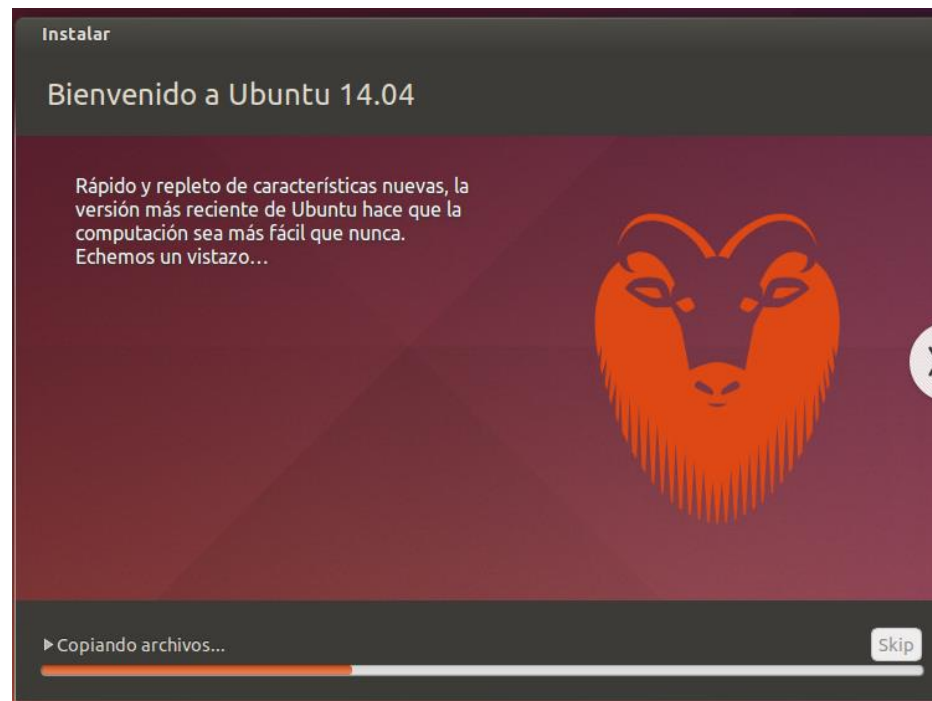 Instalar
Bienvenido a Ubuntu 14.04
Rápido y repleto de características nuevas, la
versión más reciente de Ubuntu hace que la
computación sea más fácil que nunca.
Echemos un vistazo...
Copiando archivos...
Skip